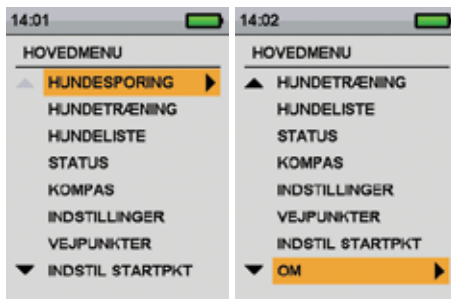 14:01
HOVEDMENU
HUNDESPORING
HUNDETRÆNING
HUNDELISTE
STATUS
KOMPAS
INDSTILLINGER
VEJPUNKTER
INDSTIL STARTPKT
14:02
HOVEDMENU
HUNDETRÆNING
HUNDELISTE
STATUS
KOMPAS
INDSTILLINGER
VEJPUNKTER
INDSTIL STARTPKT
OM